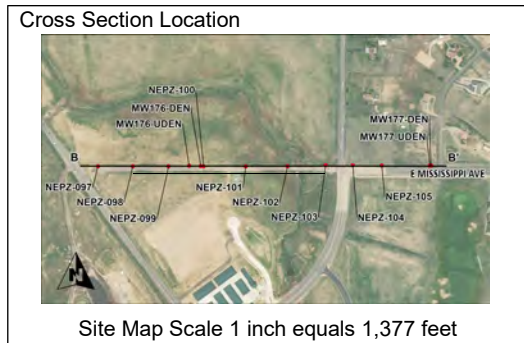 Cross Section Location
NEPZ-100
MW176-DEN
MW176-UDEN
MW177-DEN
MW177-UDEN
B
B'
E MISSISSIPPI AVE
NEPZ-097
NEPZ-098
NEPZ-099
NEPZ-101
NEPZ-102
NEPZ-103
NEPZ-104
NEPZ-105
N
Site Map Scale 1 inch equals 1,377 feet